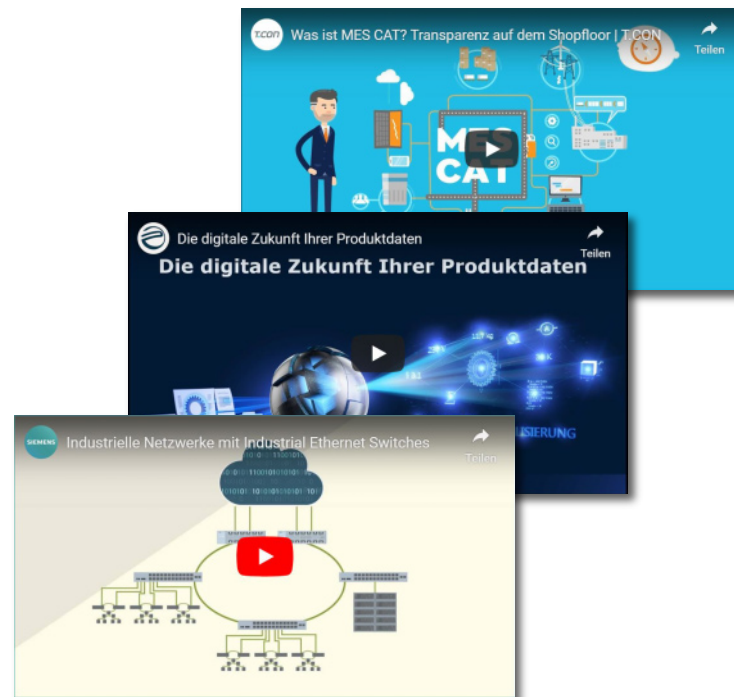 T.CON
Was ist MES CAT? Transparenz auf dem Shopfloor | T.CON
Teilen
MES
CAT
Die digitale Zukunft Ihrer Produktdaten
Teilen
Die digitale Zukunft Ihrer Produktdaten
SIEMENS
Industrielle Netzwerke mit Industrial Ethernet Switches
Teilen